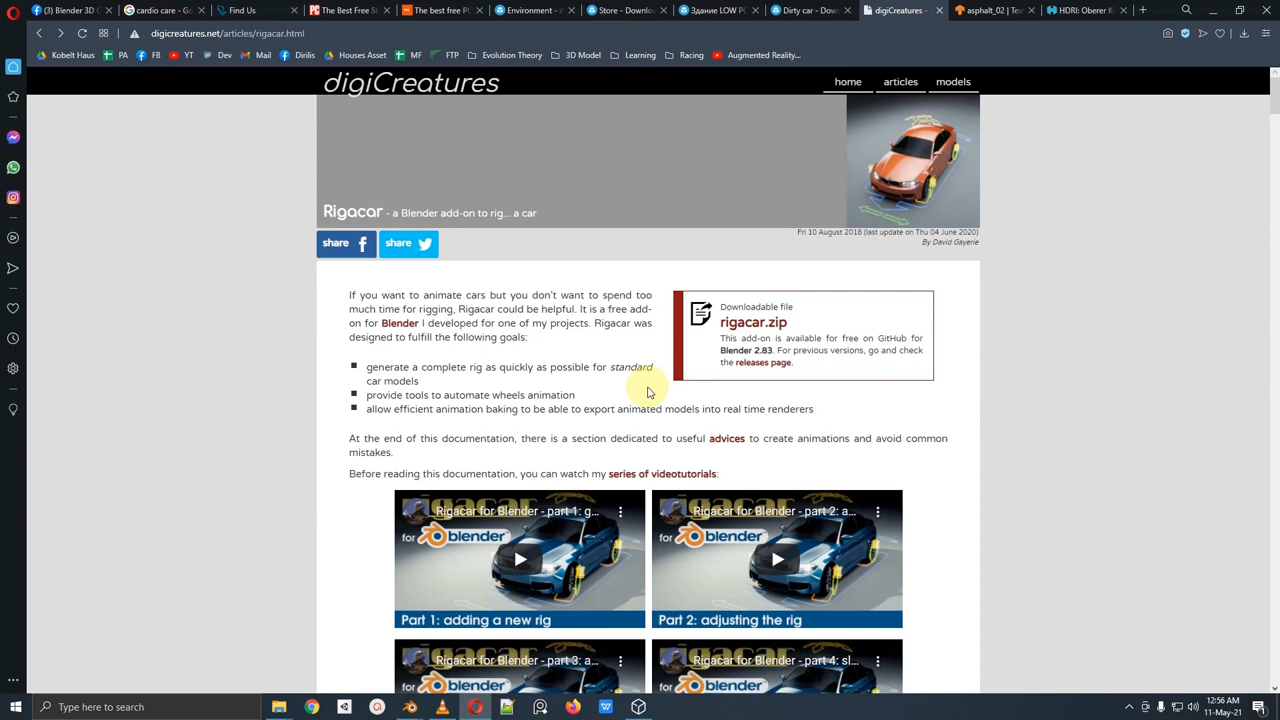 (3) Blender 3D
cardio care - Go
Find Us
The Best Free St
The best free PC
Environment - A
Store - Downlo
Здание LOW PO
Dirty car - Down
digiCreatures -
asphalt_02 | Tex
HDRI: Oberer Ku
digicreatures.net/articles/rigacar.html
Kobelt Haus
PA
FB
YT
Dev
Mail
Dirilis
Houses Asset
MF
FTP
Evolution Theory
3D Model
Learning
Racing
Augmented Reality...
digiCreatures
home
articles
models
Rigacar - a Blender add-on to rig... a car
Fri 10 August 2018 (last update on Thu 04 June 2020)
By David Gayerie
share
share
If you want to animate cars but you don't want to spend too
much time for rigging, Rigacar could be helpful. It is a free add-
on for Blender I developed for one of my projects. Rigacar was
designed to fulfill the following goals:
Downloadable file
rigacar.zip
This add-on is available for free on GitHub for
Blender 2.83. For previous versions, go and check
the releases page.
generate a complete rig as quickly as possible for standard
car models
provide tools to automate wheels animation
allow efficient animation baking to be able to export animated models into real time renderers
At the end of this documentation, there is a section dedicated to useful advices to create animations and avoid common
mistakes.
Before reading this documentation, you can watch my series of videotutorials:
Rigacar for Blender - part 1: g...
for blender
Part 1: adding a new rig
Rigacar for Blender - part 2: a...
for blender
Part 2: adjusting the rig
Rigacar for Blender - part 3: a...
for blender
Rigacar for Blender - part 4: sl...
for blender
Type here to search
12:56 AM
11-May-21